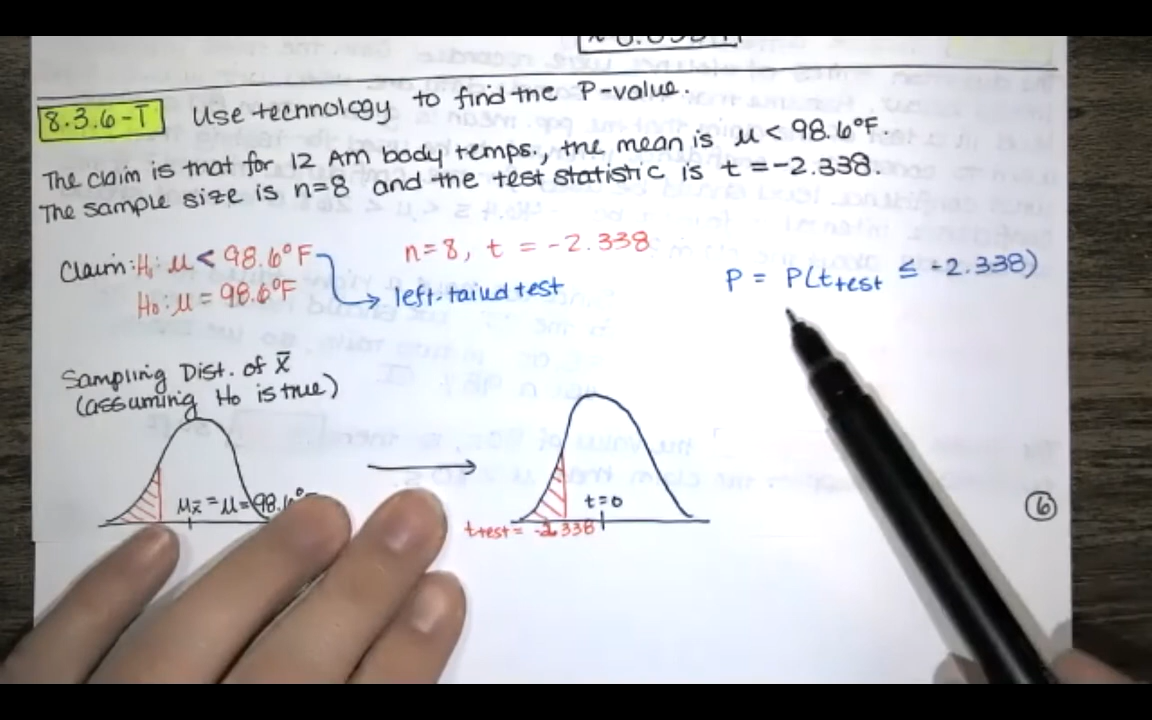 8.3.6-T Use technology to find the P-value.
The claim is that for 12 Am body temps., the mean is μ < 98.6°F.
The sample size is n=8 and the test statistic is t = -2.338.
Claim: H₁: μ < 98.6°F
n=8, t = -2.338
H₀: μ = 98.6°F
left-tailed test
P = P(t_test ≤ -2.338)
Sampling Dist. of x̄
(assuming H₀ is true)
μx̄ = μ = 98.6°
t=0
t_test = -2.338
6